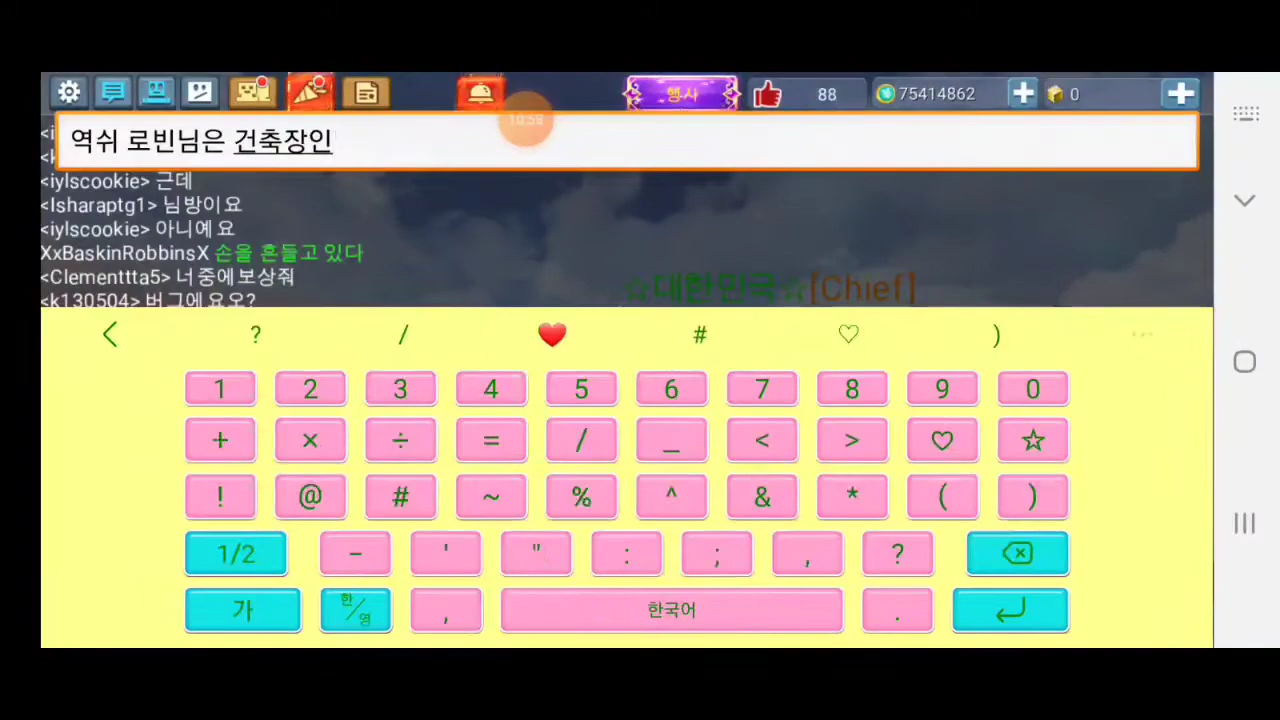 행사
88
75414862
0
10:58
역쉬 로빈님은 건축장인
<iylscookie> 근데
<Isharaptg1> 님방이요
<iylscookie> 아니예요
XxBaskinRobbinsX 손을 흔들고 있다
<Clementtta5> 너중에보상줘
<k130504> 버그에요오?
☆대한민국☆[Chief]
? / ❤ # ♡ )
1 2 3 4 5 6 7 8 9 0
+ × ÷ = / _ < > ♡ ☆
! @ # ~ % ^ & * ( )
1/2 - ' " : ; , ?
가 한/영 , 한국어 .